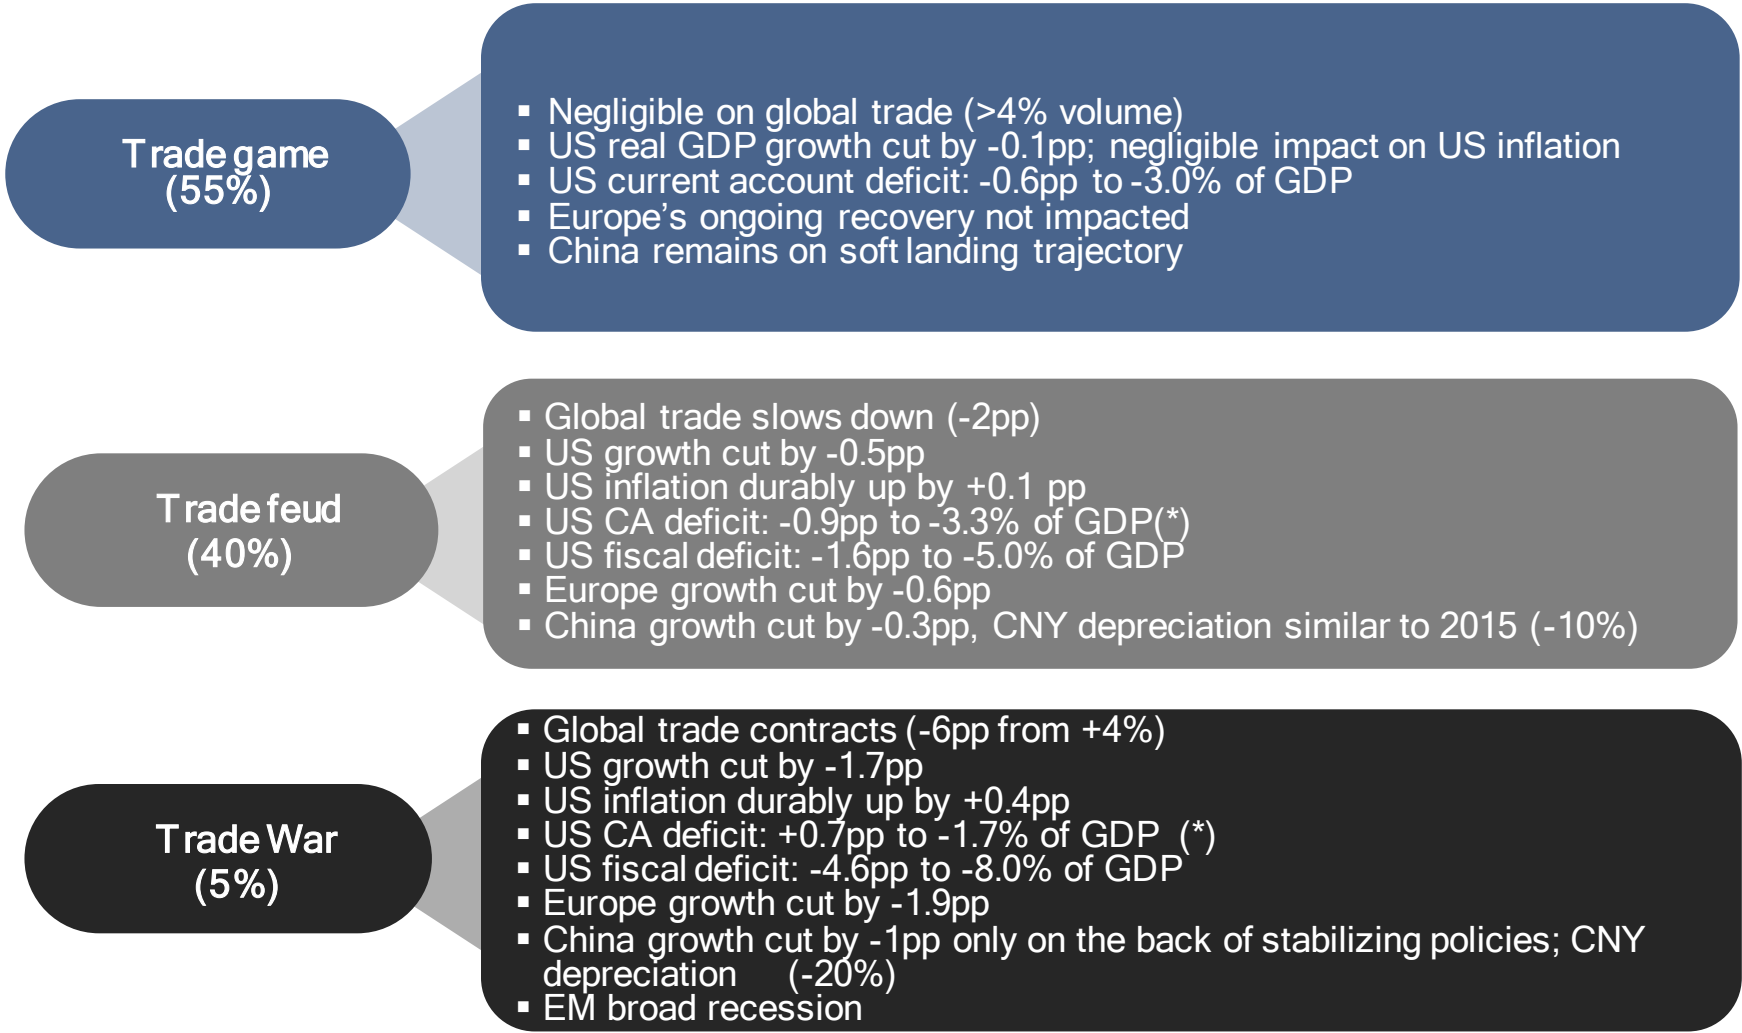 Trade game
(55%)
▪ Negligible on global trade (>4% volume)
▪ US real GDP growth cut by -0.1pp; negligible impact on US inflation
▪ US current account deficit: -0.6pp to -3.0% of GDP
▪ Europe’s ongoing recovery not impacted
▪ China remains on soft landing trajectory
Trade feud
(40%)
▪ Global trade slows down (-2pp)
▪ US growth cut by -0.5pp
▪ US inflation durably up by +0.1 pp
▪ US CA deficit: -0.9pp to -3.3% of GDP(*)
▪ US fiscal deficit: -1.6pp to -5.0% of GDP
▪ Europe growth cut by -0.6pp
▪ China growth cut by -0.3pp, CNY depreciation similar to 2015 (-10%)
Trade War
(5%)
▪ Global trade contracts (-6pp from +4%)
▪ US growth cut by -1.7pp
▪ US inflation durably up by +0.4pp
▪ US CA deficit: +0.7pp to -1.7% of GDP (*)
▪ US fiscal deficit: -4.6pp to -8.0% of GDP
▪ Europe growth cut by -1.9pp
▪ China growth cut by -1pp only on the back of stabilizing policies; CNY
depreciation (-20%)
▪ EM broad recession